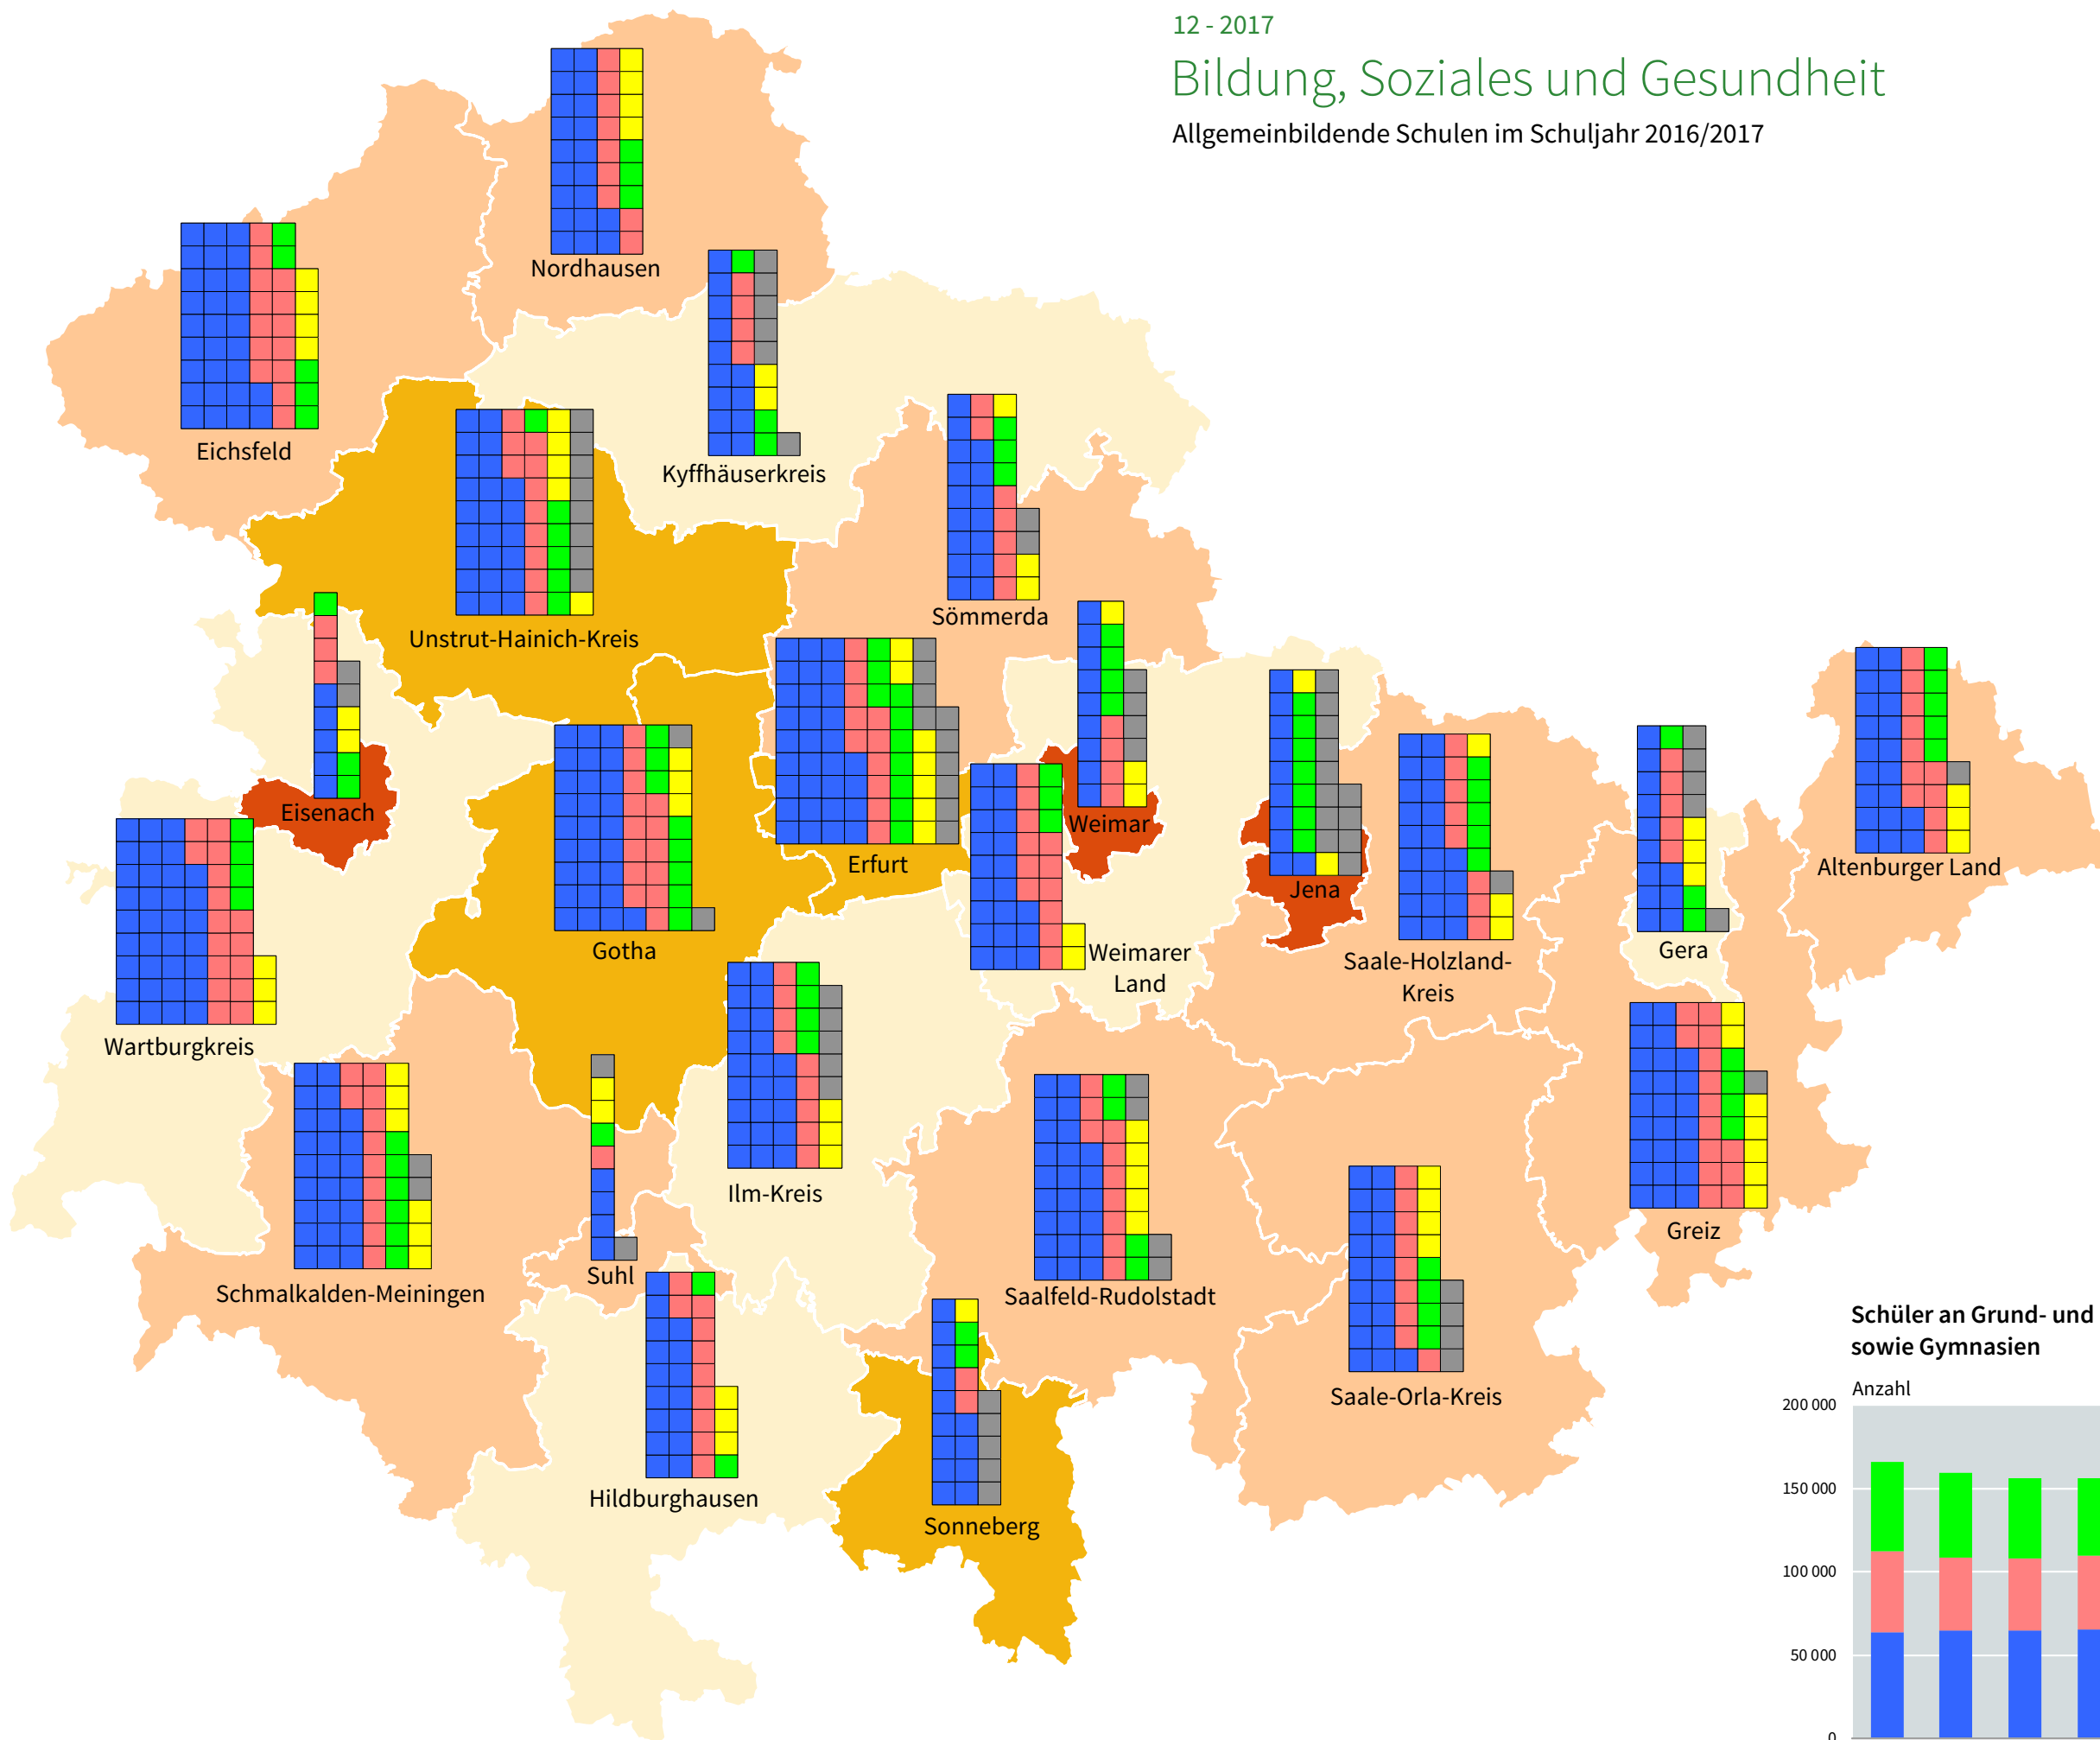 12 - 2017
Bildung, Soziales und Gesundheit
Allgemeinbildende Schulen im Schuljahr 2016/2017
Nordhausen
Eichsfeld
Kyffhäuserkreis
Sömmerda
Unstrut-Hainich-Kreis
Eisenach
Weimar
Erfurt
Altenburger Land
Jena
Gotha
Weimarer
Land
Saale-Holzland-
Kreis
Gera
Wartburgkreis
Ilm-Kreis
Greiz
Suhl
Schmalkalden-Meiningen
Saalfeld-Rudolstadt
Saale-Orla-Kreis
Hildburghausen
Sonneberg
Schüler an Grund- und
sowie Gymnasien
Anzahl
200 000
150 000
100 000
50 000
0